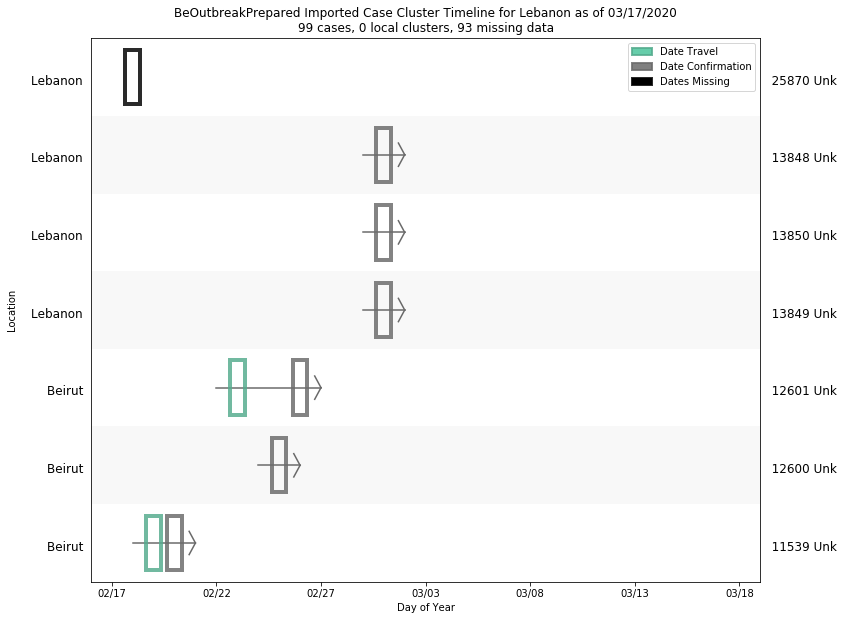 BeOutbreakPrepared Imported Case Cluster Timeline for Lebanon as of 03/17/2020
99 cases, 0 local clusters, 93 missing data
Date Travel
Date Confirmation
Dates Missing
Lebanon
25870 Unk
Lebanon
13848 Unk
Lebanon
13850 Unk
Lebanon
13849 Unk
Beirut
12601 Unk
Beirut
12600 Unk
Beirut
11539 Unk
Location
02/17
02/22
02/27
03/03
03/08
03/13
03/18
Day of Year